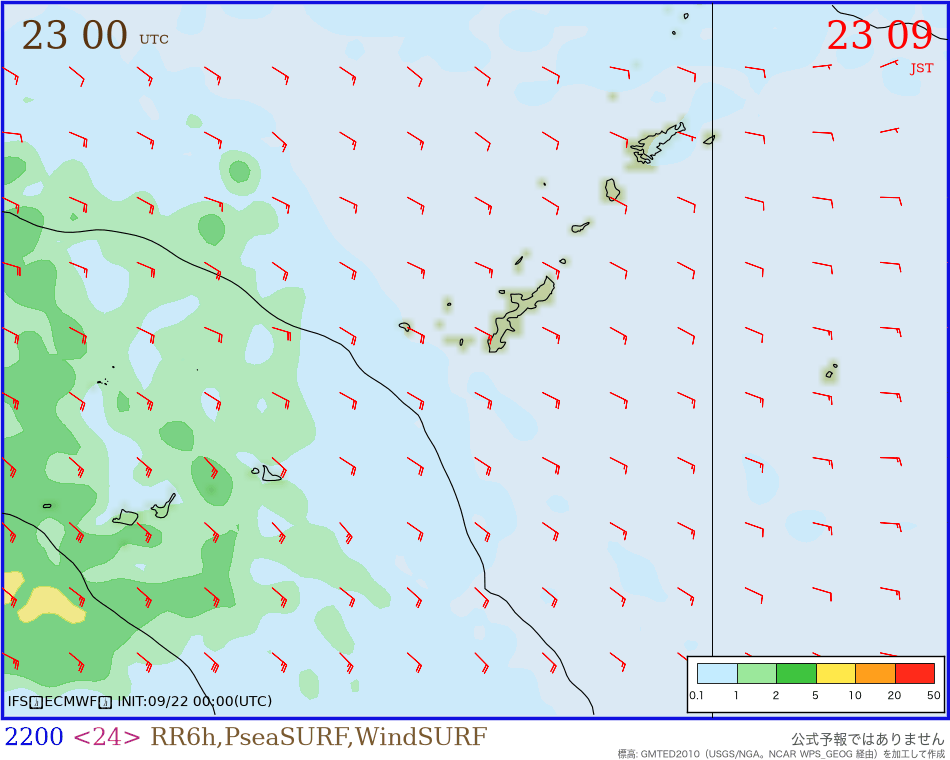 23 00 UTC
23 09
JST
0.1 1 2 5 10 20 50
IFS□ECMWF□ INIT:09/22 00:00(UTC)
2200 <24> RR6h,PseaSURF,WindSURF
公式予報ではありません
標高: GMTED2010（USGS/NGA。NCAR WPS_GEOG 経由）を加工して作成